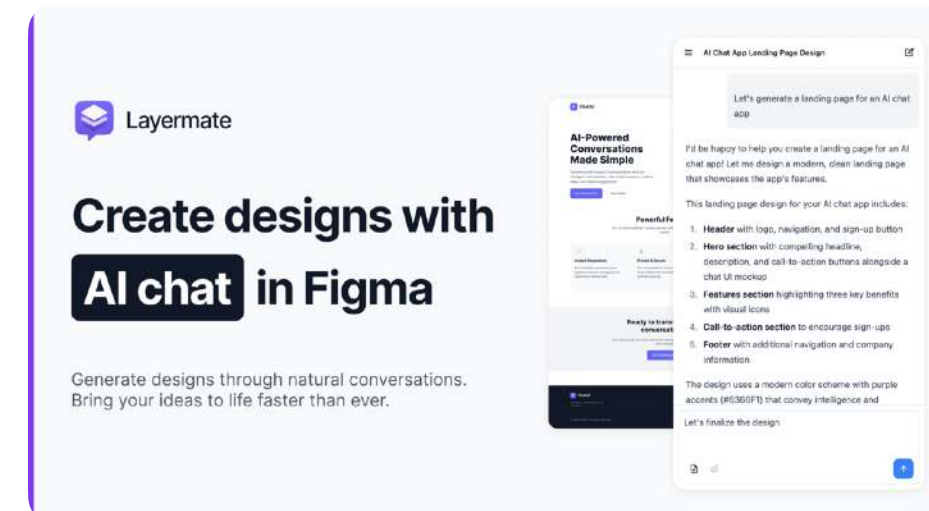 Layermate
Create designs with
AI chat in Figma
Generate designs through natural conversations.
Bring your ideas to life faster than ever.
AI-Powered
Conversations
Made Simple
Powerful Fe
Ready to transf
conversat
AI Chat App Landing Page Design
Let's generate a landing page for an AI chat
app
I'd be happy to help you create a landing page for an AI
chat app! Let me design a modern, clean landing page
that showcases the app's features.
This landing page design for your AI chat app includes:
1. Header with logo, navigation, and sign-up button
2. Hero section with compelling headline,
description, and call-to-action buttons alongside a
chat UI mockup
3. Features section highlighting three key benefits
with visual icons
4. Call-to-action section to encourage sign-ups
5. Footer with additional navigation and company
information
The design uses a modern color scheme with purple
accents (#6366F1) that convey intelligence and
Let's finalize the design